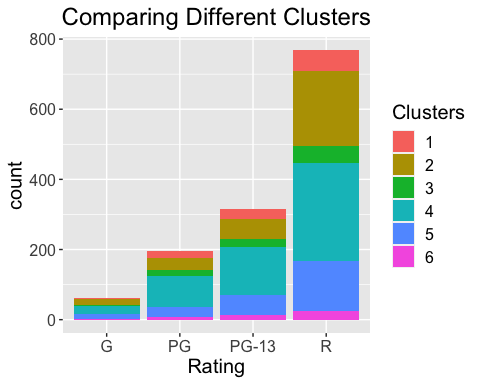 Comparing Different Clusters
800
600
400
200
0
count
G PG PG-13 R
Rating
Clusters
1
2
3
4
5
6